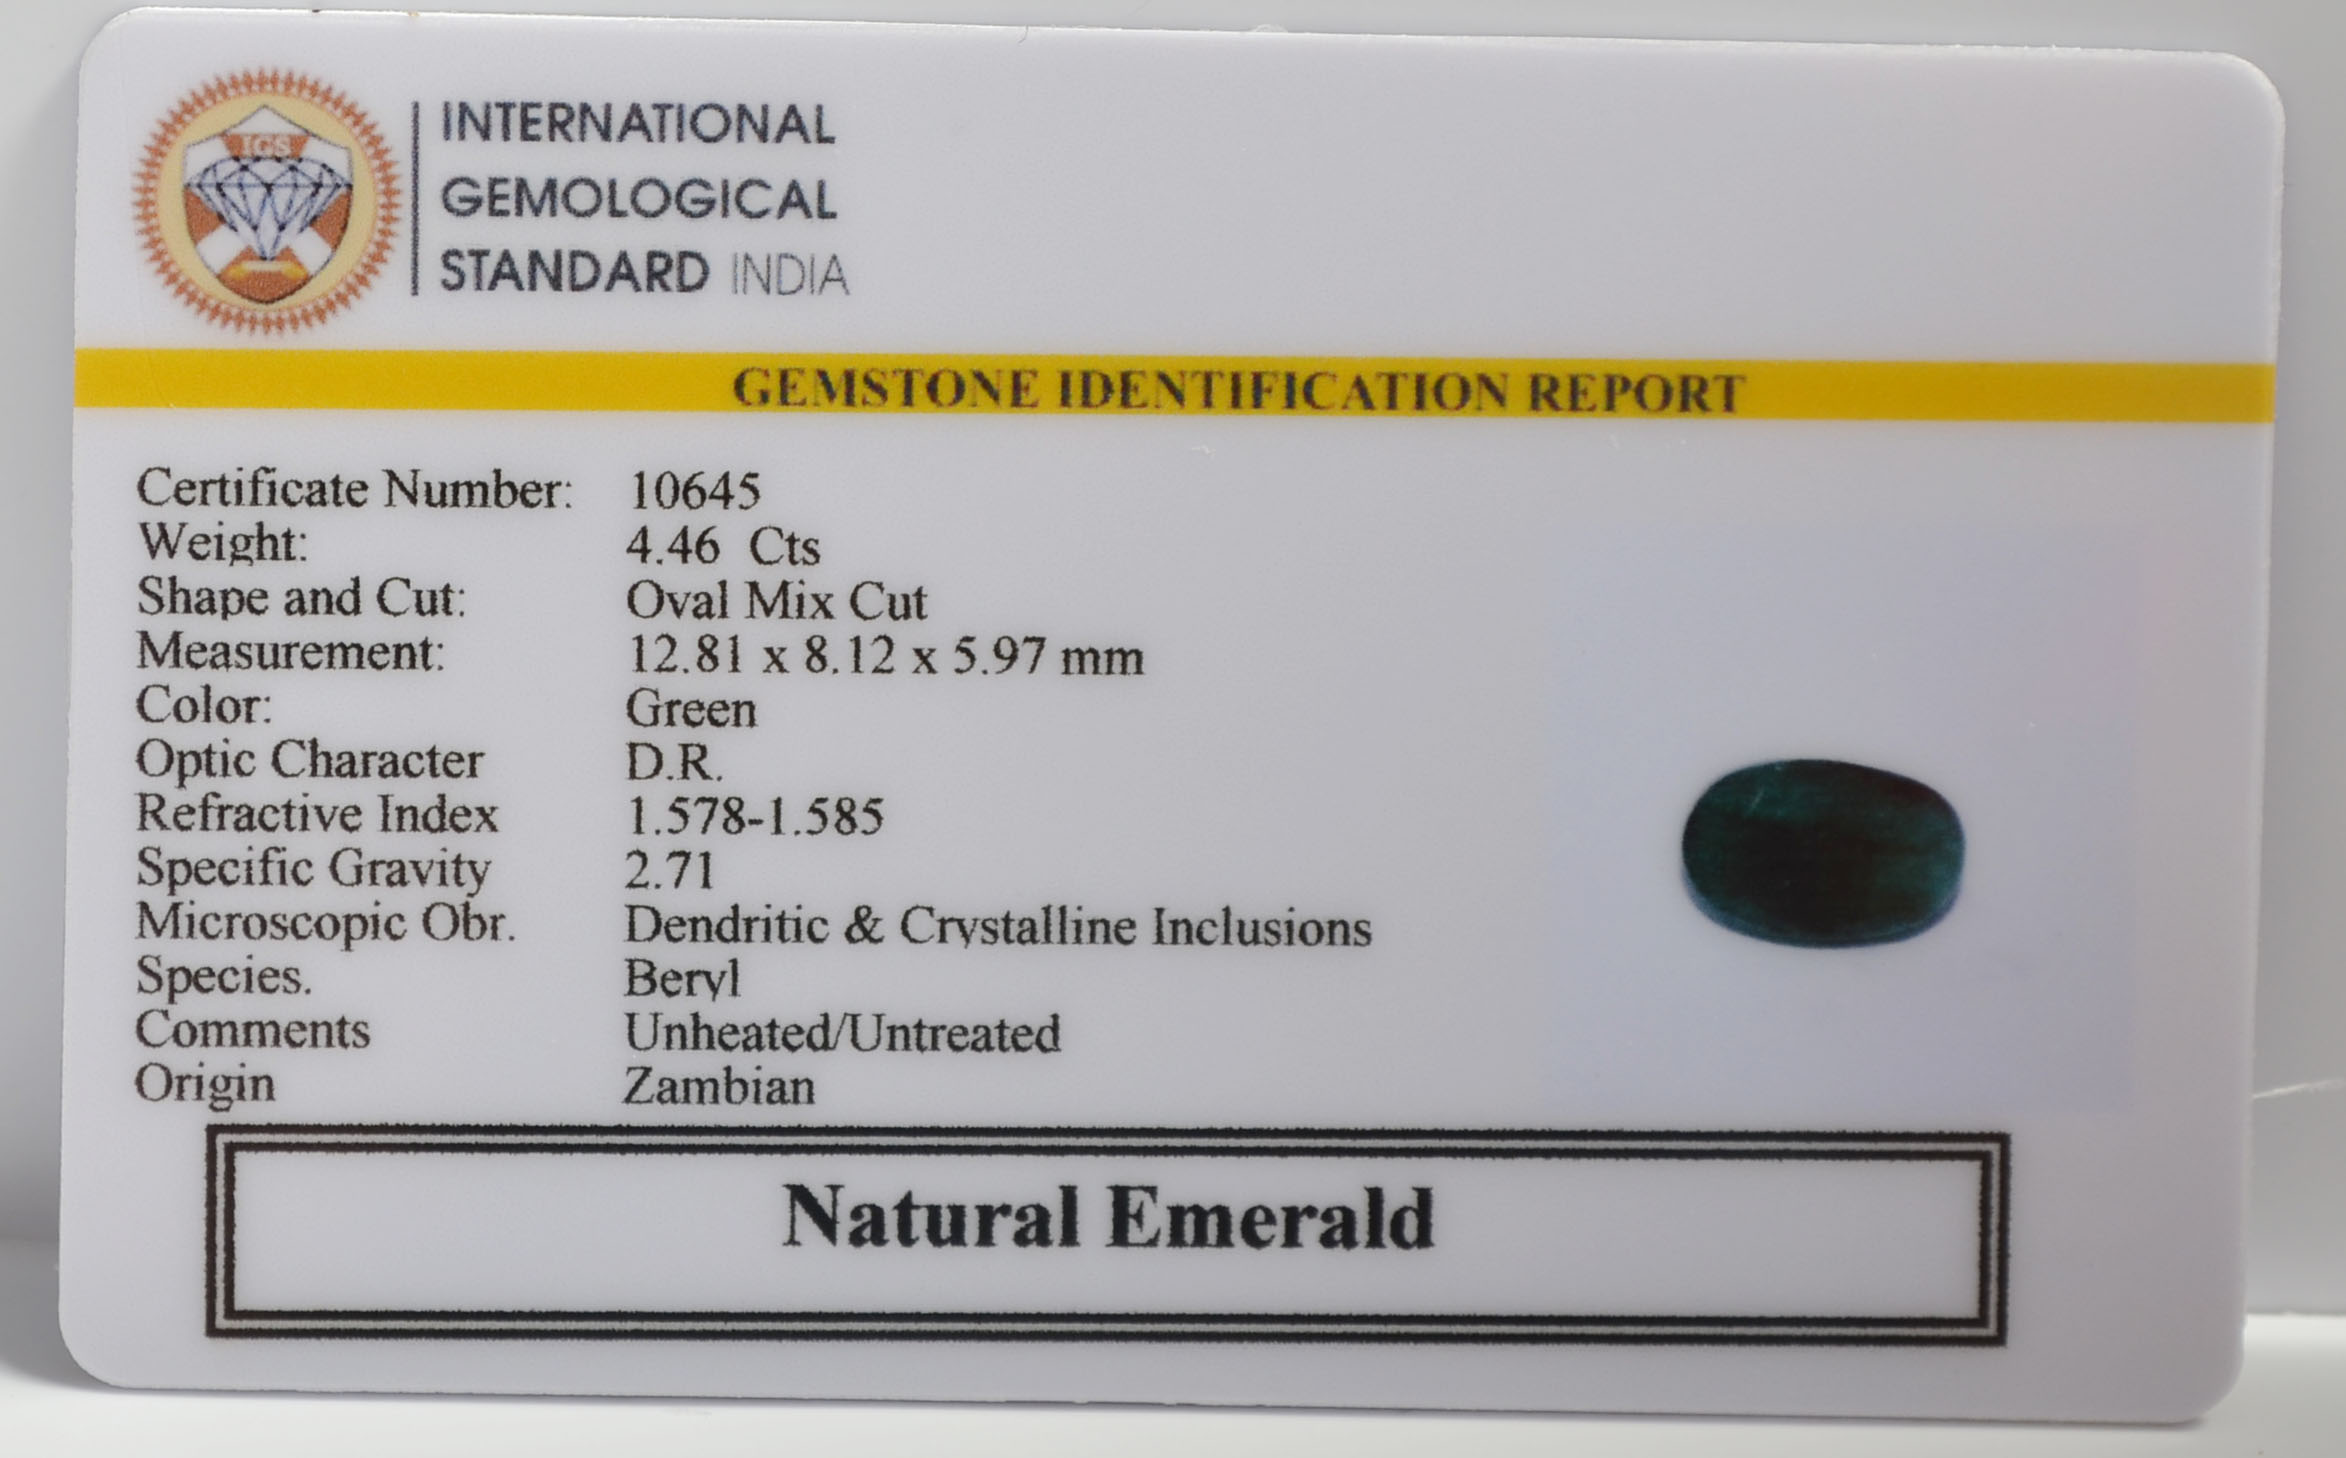 IGS
INTERNATIONAL
GEMOLOGICAL
STANDARD INDIA
GEMSTONE IDENTIFICATION REPORT
Certificate Number: 10645
Weight: 4.46 Cts
Shape and Cut: Oval Mix Cut
Measurement: 12.81 x 8.12 x 5.97 mm
Color: Green
Optic Character D.R.
Refractive Index 1.578-1.585
Specific Gravity 2.71
Microscopic Obr. Dendritic & Crystalline Inclusions
Species. Beryl
Comments Unheated/Untreated
Origin Zambian
Natural Emerald